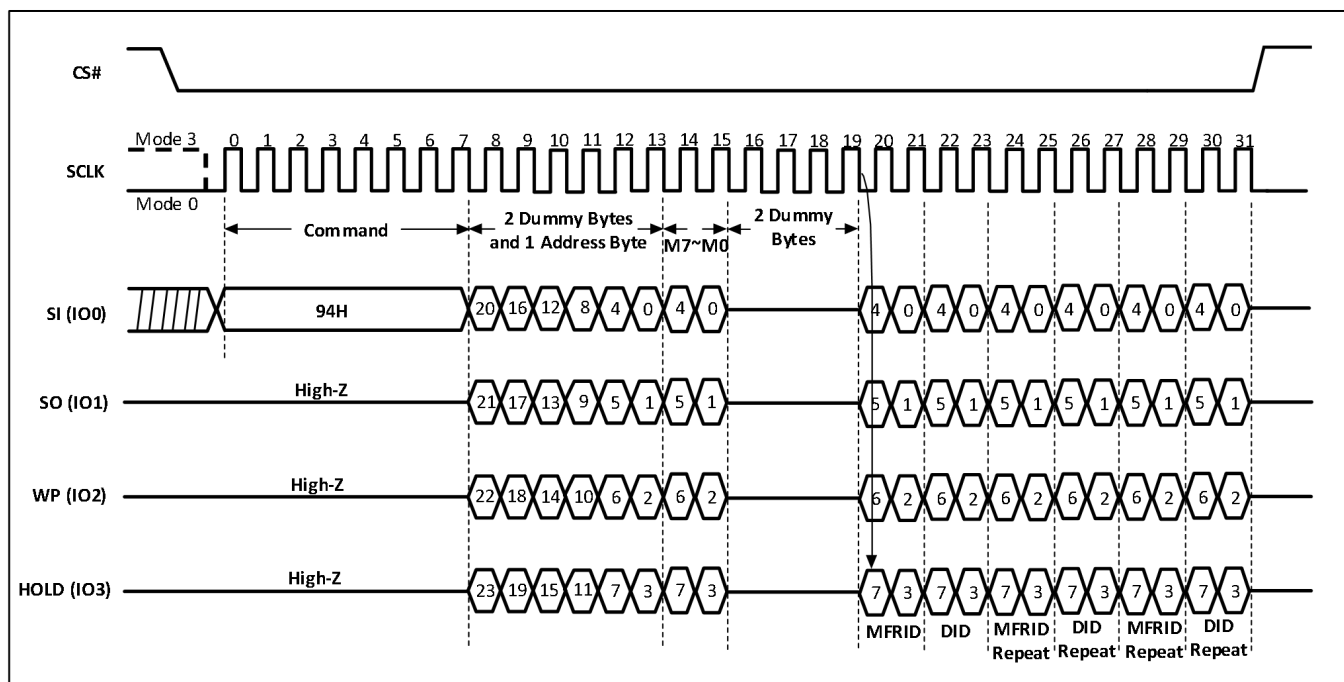 CS#
Mode 3
0 1 2 3 4 5 6 7 8 9 10 11 12 13 14 15 16 17 18 19 20 21 22 23 24 25 26 27 28 29 30 31
SCLK
Mode 0
Command
2 Dummy Bytes
and 1 Address Byte
M7~M0
2 Dummy
Bytes
SI (IO0)
94H
20 16 12 8 4 0 4 0 4 0 4 0 4 0 4 0 4 0 4 0
SO (IO1)
High-Z
21 17 13 9 5 1 5 1 5 1 5 1 5 1 5 1 5 1 5 1
WP (IO2)
High-Z
22 18 14 10 6 2 6 2 6 2 6 2 6 2 6 2 6 2 6 2
HOLD (IO3)
High-Z
23 19 15 11 7 3 7 3 7 3 7 3 7 3 7 3 7 3 7 3
MFRID
DID
MFRID
Repeat
DID
Repeat
MFRID
Repeat
DID
Repeat